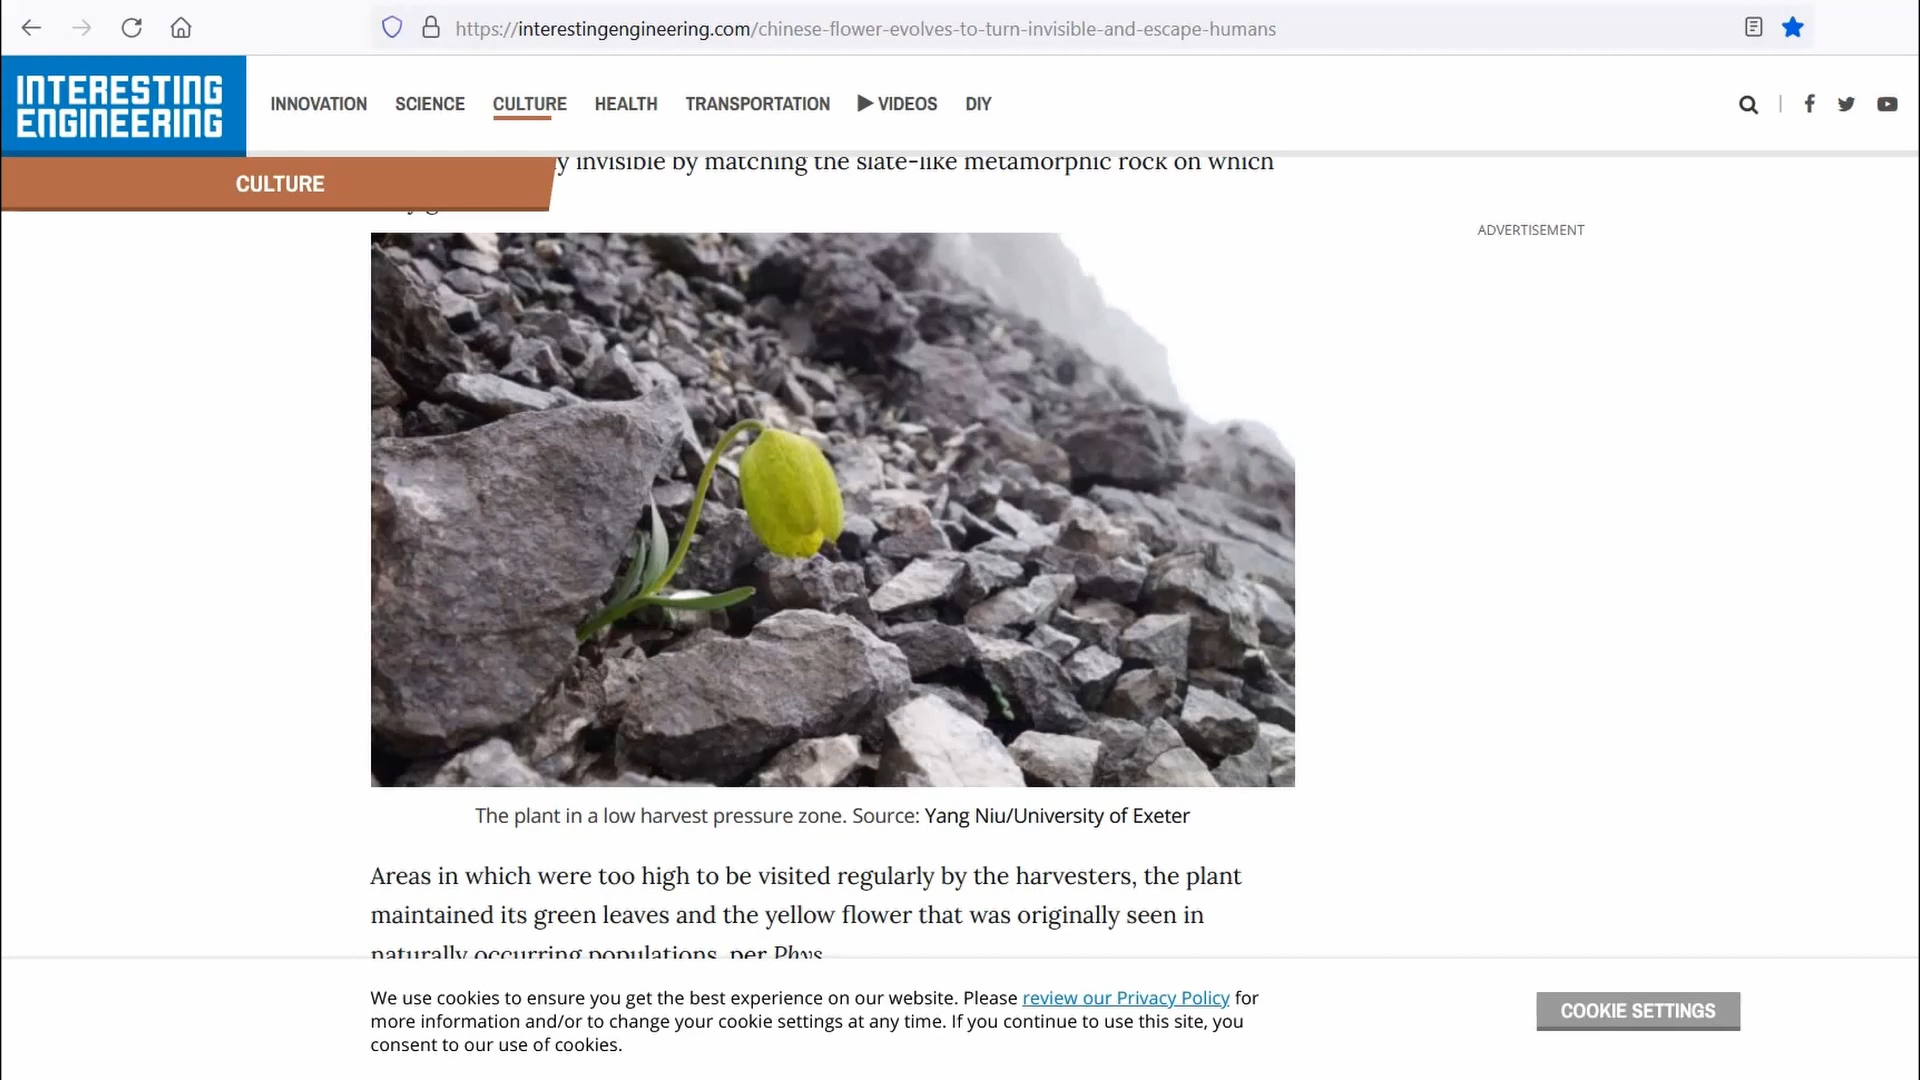 https://interestingengineering.com/chinese-flower-evolves-to-turn-invisible-and-escape-humans
INTERESTING
ENGINEERING
INNOVATION SCIENCE CULTURE HEALTH TRANSPORTATION VIDEOS DIY
CULTURE
invisible by matching the slate-like metamorphic rock on which
ADVERTISEMENT
The plant in a low harvest pressure zone. Source: Yang Niu/University of Exeter
Areas in which were too high to be visited regularly by the harvesters, the plant
maintained its green leaves and the yellow flower that was originally seen in
naturally occurring populations, per Phys.
We use cookies to ensure you get the best experience on our website. Please review our Privacy Policy for
more information and/or to change your cookie settings at any time. If you continue to use this site, you
consent to our use of cookies.
COOKIE SETTINGS